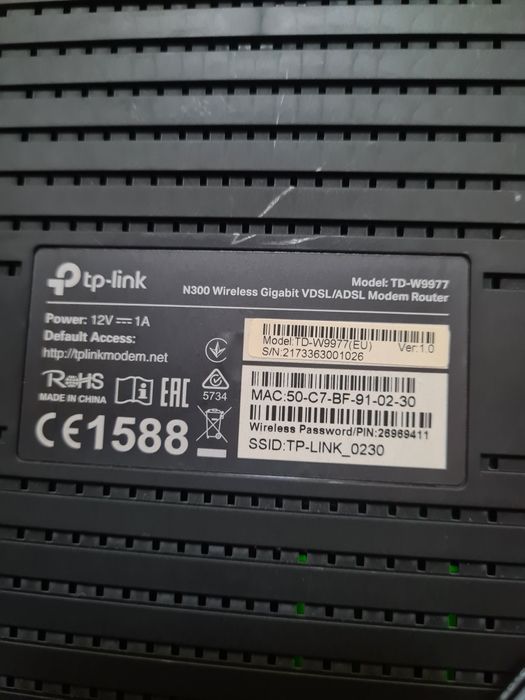 tp-link
Model: TD-W9977
N300 Wireless Gigabit VDSL/ADSL Modem Router
Power: 12V⎓1A
Default Access:
http://tplinkmodem.net
Model:TD-W9977(EU) Ver:1.0
S/N:2173363001026
RoHS
MADE IN CHINA
EAC
5734
CE1588
MAC:50-C7-BF-91-02-30
Wireless Password/PIN:26969411
SSID:TP-LINK_0230